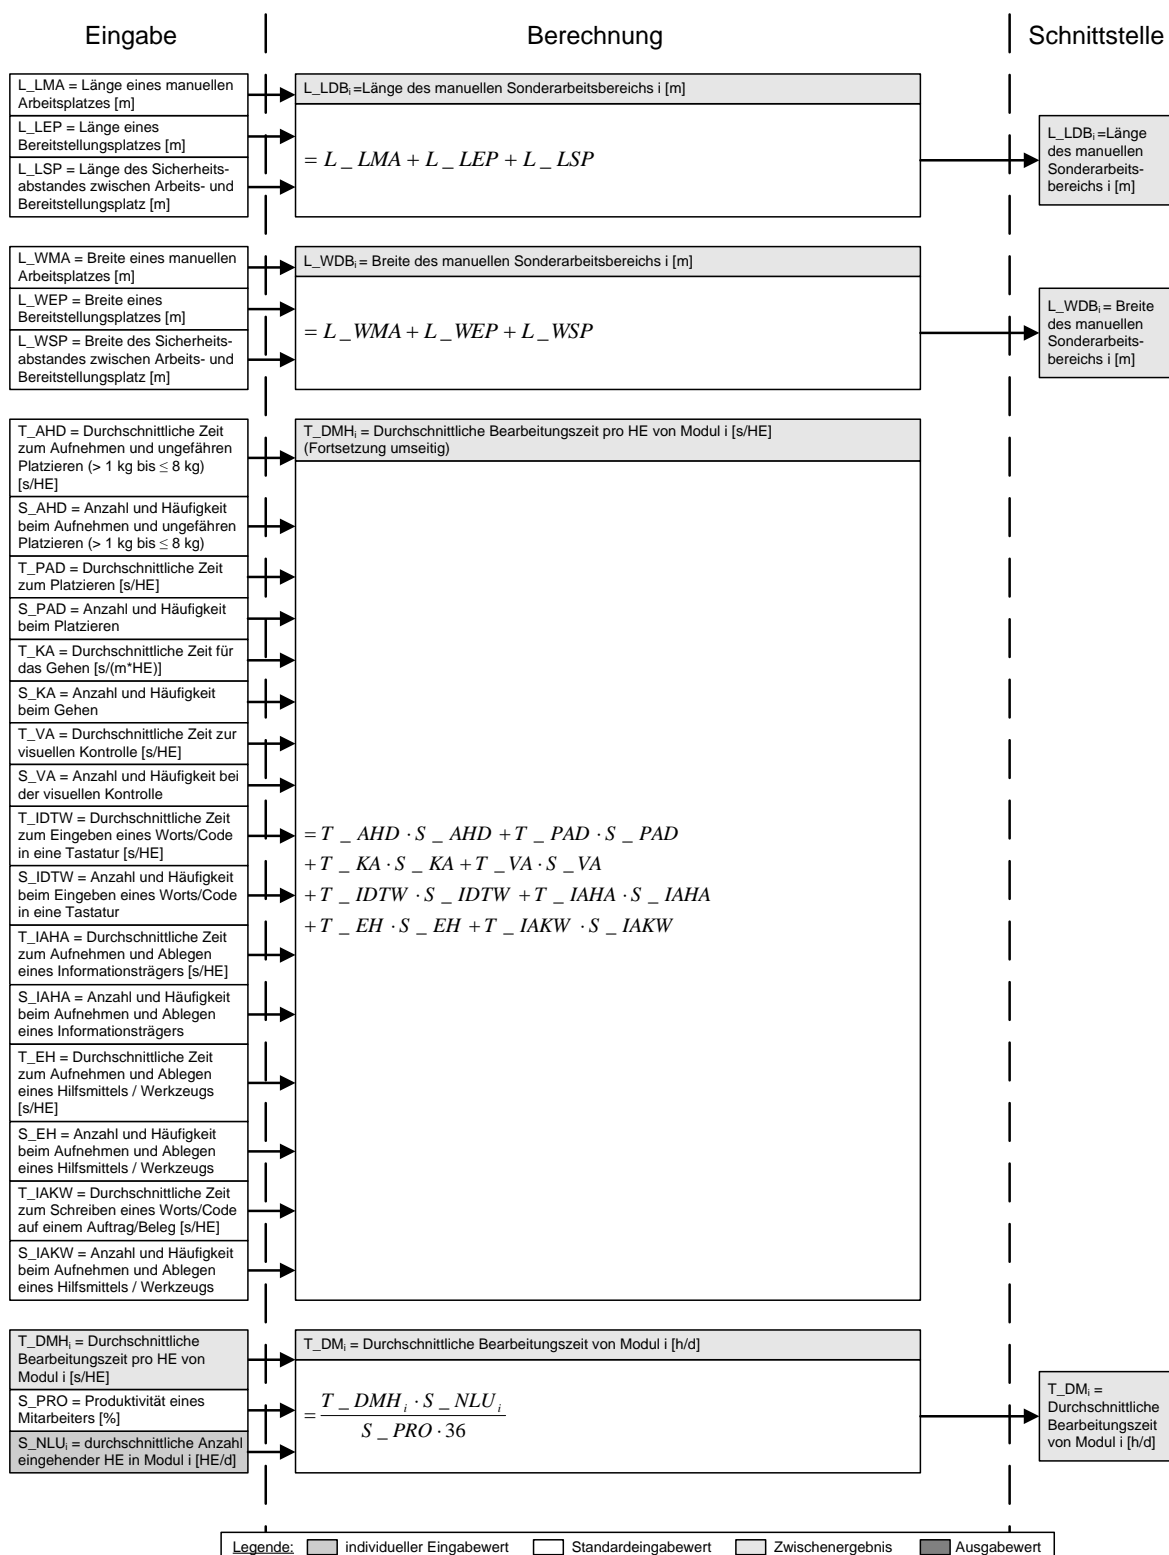 Eingabe
Berechnung
Schnittstelle
L_LMA = Länge eines manuellen
Arbeitsplatzes [m]
L_LEP = Länge eines
Bereitstellungsplatzes [m]
L_LSP = Länge des Sicherheits-
abstandes zwischen Arbeits- und
Bereitstellungsplatz [m]
L_LDBi =Länge des manuellen Sonderarbeitsbereichs i [m]
= L _ LMA + L _ LEP + L _ LSP
L_LDBi =Länge
des manuellen
Sonderarbeits-
bereichs i [m]
L_WMA = Breite eines manuellen
Arbeitsplatzes [m]
L_WEP = Breite eines
Bereitstellungsplatzes [m]
L_WSP = Breite des Sicherheits-
abstandes zwischen Arbeits- und
Bereitstellungsplatz [m]
L_WDBi = Breite des manuellen Sonderarbeitsbereichs i [m]
= L _ WMA + L _ WEP + L _ WSP
L_WDBi = Breite
des manuellen
Sonderarbeits-
bereichs i [m]
T_AHD = Durchschnittliche Zeit
zum Aufnehmen und ungefähren
Platzieren (> 1 kg bis ≤ 8 kg)
[s/HE]
S_AHD = Anzahl und Häufigkeit
beim Aufnehmen und ungefähren
Platzieren (> 1 kg bis ≤ 8 kg)
T_PAD = Durchschnittliche Zeit
zum Platzieren [s/HE]
S_PAD = Anzahl und Häufigkeit
beim Platzieren
T_KA = Durchschnittliche Zeit für
das Gehen [s/(m*HE)]
S_KA = Anzahl und Häufigkeit
beim Gehen
T_VA = Durchschnittliche Zeit zur
visuellen Kontrolle [s/HE]
S_VA = Anzahl und Häufigkeit bei
der visuellen Kontrolle
T_IDTW = Durchschnittliche Zeit
zum Eingeben eines Worts/Code
in eine Tastatur [s/HE]
S_IDTW = Anzahl und Häufigkeit
beim Eingeben eines Worts/Code
in eine Tastatur
T_IAHA = Durchschnittliche Zeit
zum Aufnehmen und Ablegen
eines Informationsträgers [s/HE]
S_IAHA = Anzahl und Häufigkeit
beim Aufnehmen und Ablegen
eines Informationsträgers
T_EH = Durchschnittliche Zeit
zum Aufnehmen und Ablegen
eines Hilfsmittels / Werkzeugs
[s/HE]
S_EH = Anzahl und Häufigkeit
beim Aufnehmen und Ablegen
eines Hilfsmittels / Werkzeugs
T_IAKW = Durchschnittliche Zeit
zum Schreiben eines Worts/Code
auf einem Auftrag/Beleg [s/HE]
S_IAKW = Anzahl und Häufigkeit
beim Aufnehmen und Ablegen
eines Hilfsmittels / Werkzeugs
T_DMHi = Durchschnittliche Bearbeitungszeit pro HE von Modul i [s/HE]
(Fortsetzung umseitig)
= T _ AHD · S _ AHD + T _ PAD · S _ PAD
+ T _ KA · S _ KA + T _ VA · S _ VA
+ T _ IDTW · S _ IDTW + T _ IAHA · S _ IAHA
+ T _ EH · S _ EH + T _ IAKW · S _ IAKW
T_DMHi = Durchschnittliche
Bearbeitungszeit pro HE von
Modul i [s/HE]
S_PRO = Produktivität eines
Mitarbeiters [%]
S_NLUi = durchschnittliche Anzahl
eingehender HE in Modul i [HE/d]
T_DMi = Durchschnittliche Bearbeitungszeit von Modul i [h/d]
= T _ DMHi · S _ NLUi
S _ PRO · 36
T_DMi =
Durchschnittliche
Bearbeitungszeit
von Modul i [h/d]
Legende: individueller Eingabewert Standardeingabewert Zwischenergebnis Ausgabewert